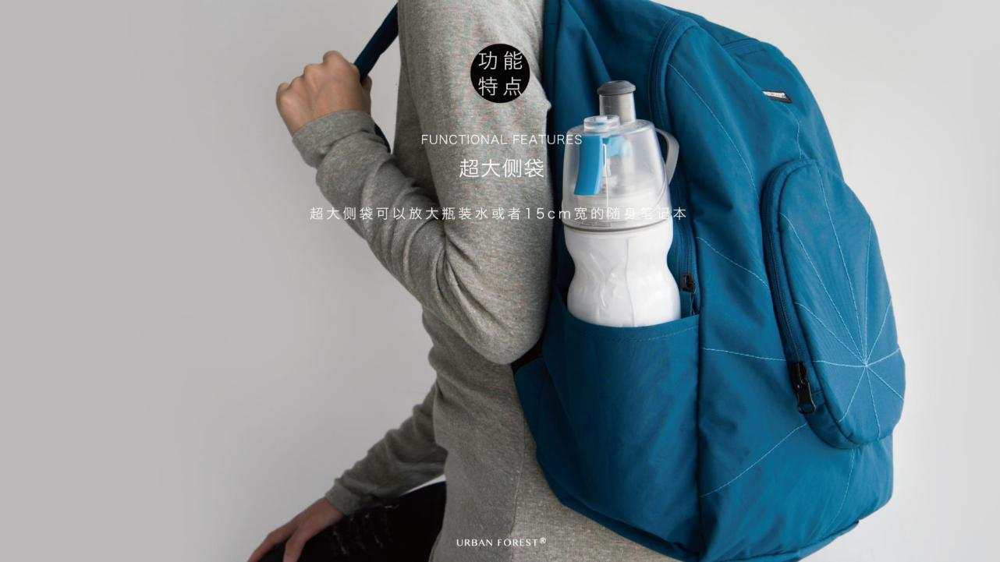 功能
特点
FUNCTIONAL FEATURES
超大侧袋
超大侧袋可以放大瓶装水或者15cm宽的随身笔记本
URBAN FOREST®